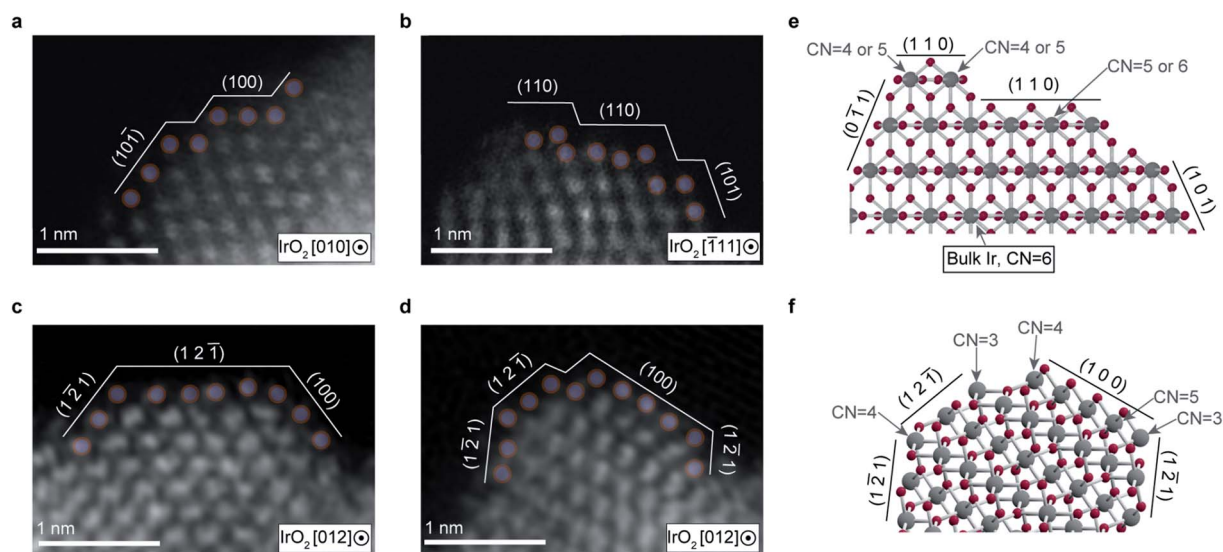 a
(100)
(101̅)
1 nm
IrO₂ [010]⊙
b
(110)
(110)
(101)
1 nm
IrO₂ [1̅11]⊙
e
(1 1 0)
CN=4 or 5
CN=4 or 5
CN=5 or 6
(1 1 0)
(0 1̅ 1)
(1 0 1)
Bulk Ir, CN=6
c
(1 2 1̅)
(1 2̅ 1)
(100)
1 nm
IrO₂ [012]⊙
d
(1 2 1̅)
(100)
(1 2̅ 1)
(1 2̅ 1)
1 nm
IrO₂ [012]⊙
f
CN=4
CN=3
(1 0 0)
(1 2 1̅)
CN=5
CN=4
CN=3
(1 2̅ 1)
(1 2̅ 1)